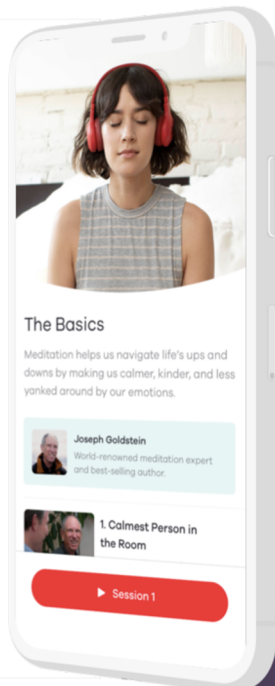 The Basics
Meditation helps us navigate life's ups and
downs by making us calmer, kinder, and less
yanked around by our emotions.
Joseph Goldstein
World-renowned meditation expert
and best-selling author.
1. Calmest Person in
the Room
Session 1